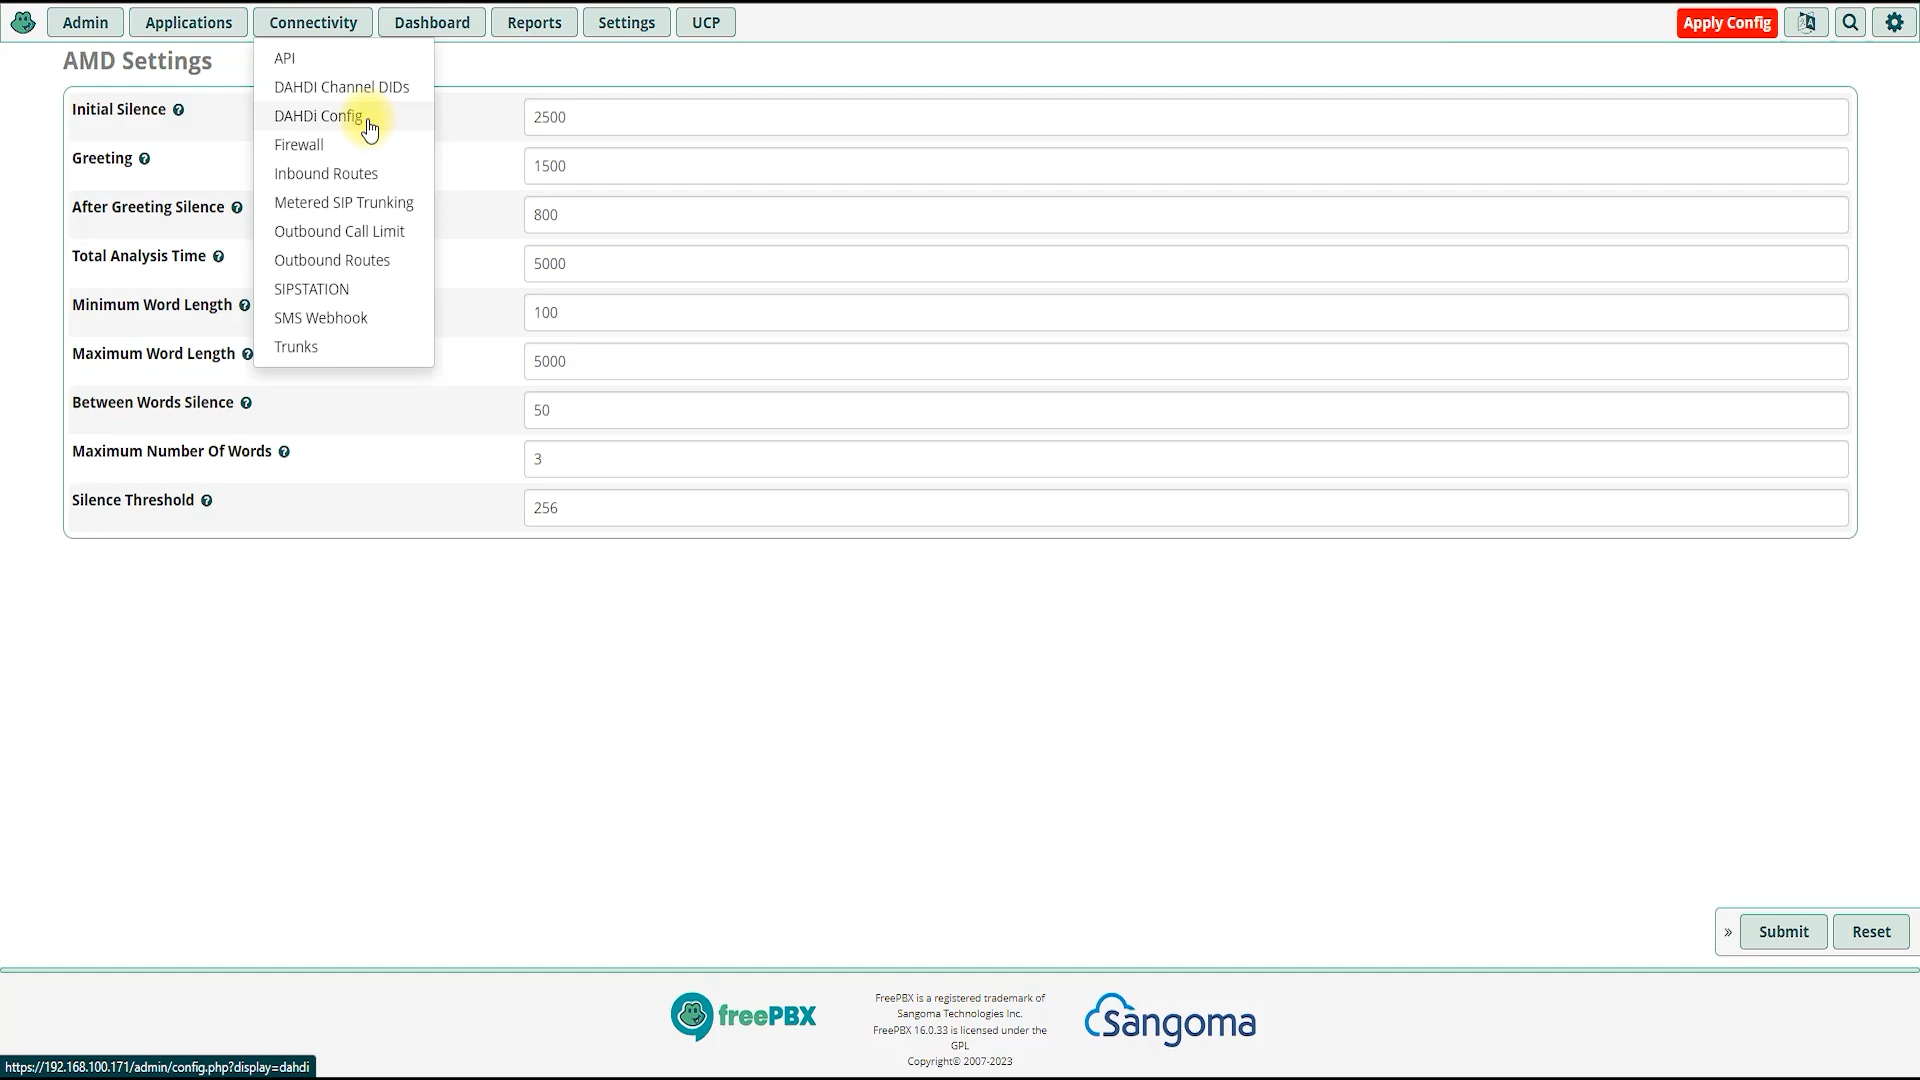 Admin
Applications
Connectivity
Dashboard
Reports
Settings
UCP
Apply Config
AMD Settings
API
DAHDI Channel DIDs
DAHDi Config
Firewall
Inbound Routes
Metered SIP Trunking
Outbound Call Limit
Outbound Routes
SIPSTATION
SMS Webhook
Trunks
Initial Silence
2500
Greeting
1500
After Greeting Silence
800
Total Analysis Time
5000
Minimum Word Length
100
Maximum Word Length
5000
Between Words Silence
50
Maximum Number Of Words
3
Silence Threshold
256
» Submit Reset
freePBX
FreePBX is a registered trademark of
Sangoma Technologies Inc.
FreePBX 16.0.33 is licensed under the
GPL
Copyright© 2007-2023
Sangoma
https://192.168.100.171/admin/config.php?display=dahdi